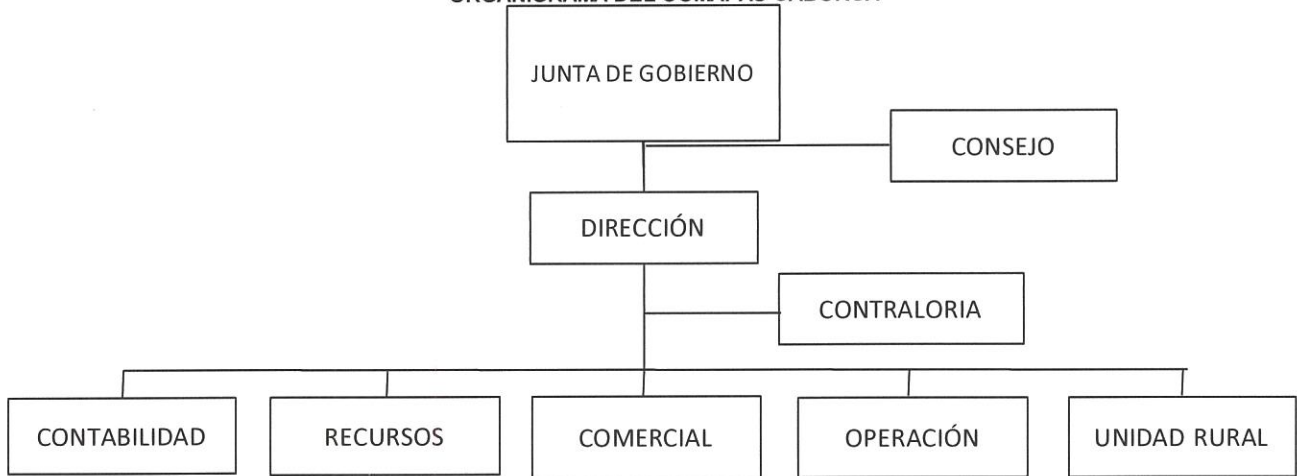 JUNTA DE GOBIERNO
CONSEJO
DIRECCIÓN
CONTRALORIA
CONTABILIDAD
RECURSOS
COMERCIAL
OPERACIÓN
UNIDAD RURAL